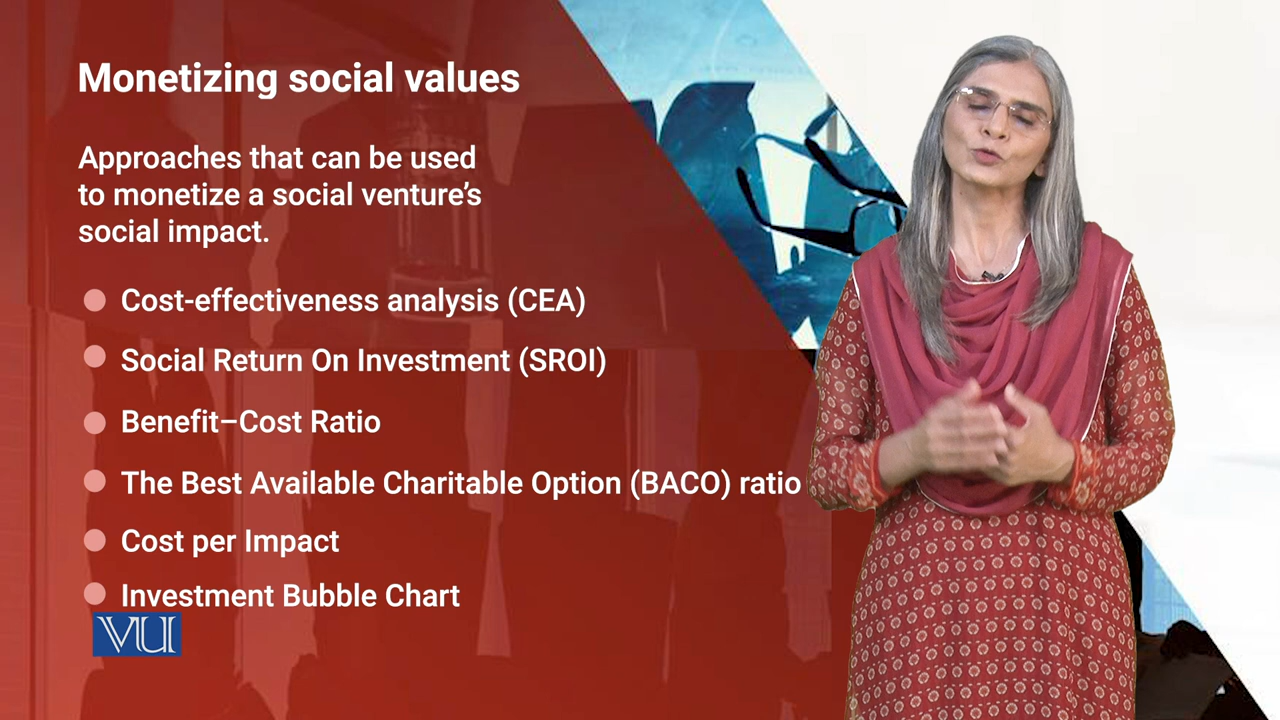 Monetizing social values
Approaches that can be used
to monetize a social venture’s
social impact.
Cost-effectiveness analysis (CEA)
Social Return On Investment (SROI)
Benefit–Cost Ratio
The Best Available Charitable Option (BACO) ratio
Cost per Impact
Investment Bubble Chart
VU